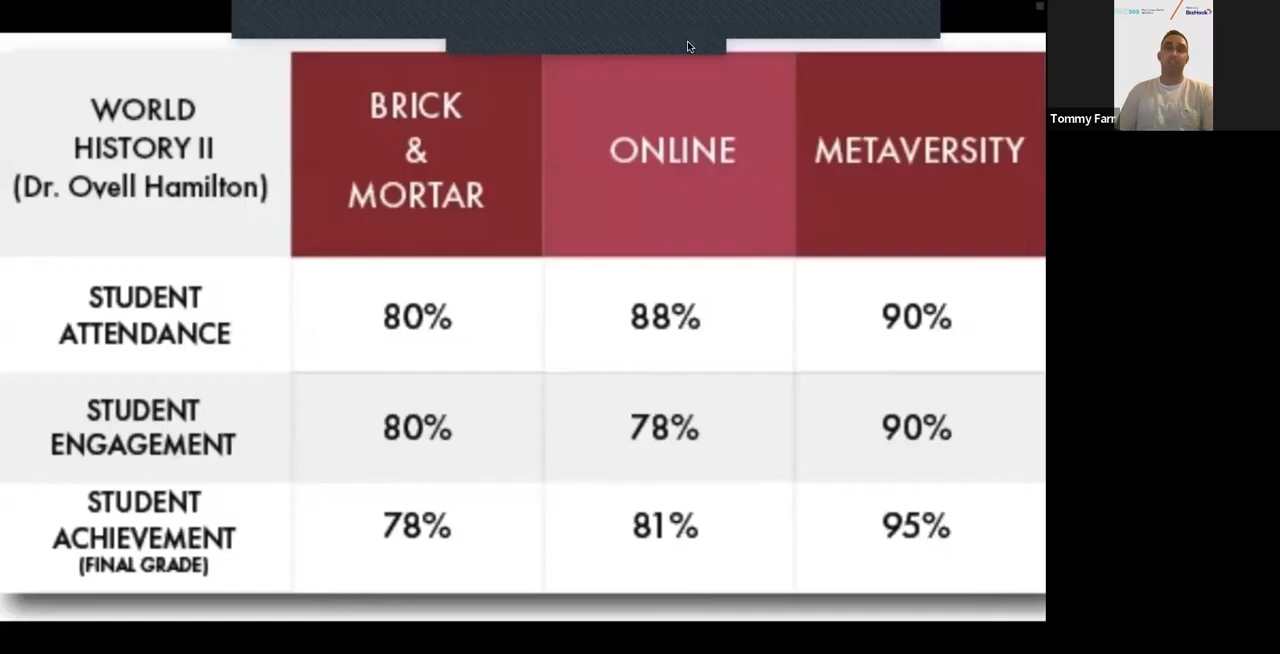 WORLD
HISTORY II
(Dr. Ovell Hamilton)
BRICK
&
MORTAR
ONLINE
METAVERSITY
STUDENT
ATTENDANCE
80%
88%
90%
STUDENT
ENGAGEMENT
80%
78%
90%
STUDENT
ACHIEVEMENT
(FINAL GRADE)
78%
81%
95%
BizHack
Tommy Farr